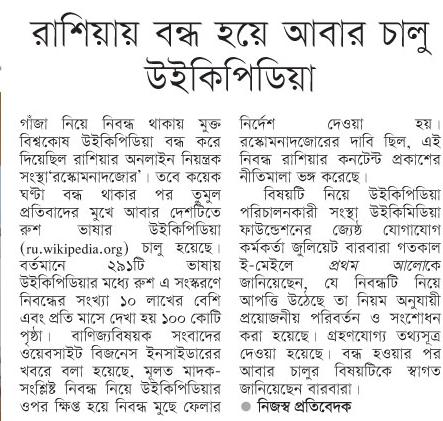 রাশিয়ায় বন্ধ হয়ে আবার চালু
উইকিপিডিয়া
গাঁজা নিয়ে নিবন্ধ থাকায় মুক্ত
বিশ্বকোষ উইকিপিডিয়া বন্ধ করে
দিয়েছিল রাশিয়ার অনলাইন নিয়ন্ত্রক
সংস্থা‘রস্কোমনাদজোর’। তবে কয়েক
ঘণ্টা বন্ধ থাকার পর তুমুল
প্রতিবাদের মুখে আবার দেশটিতে
রুশ ভাষার উইকিপিডিয়া
(ru.wikipedia.org) চালু হয়েছে।
বর্তমানে ২৯১টি ভাষায়
উইকিপিডিয়ার মধ্যে রুশ এ সংস্করণে
নিবন্ধের সংখ্যা ১০ লাখের বেশি
এবং প্রতি মাসে দেখা হয় ১০০ কোটি
পৃষ্ঠা। বাণিজ্যবিষয়ক সংবাদের
ওয়েবসাইট বিজনেস ইনসাইডারের
খবরে বলা হয়েছে, মূলত মাদক-
সংশ্লিষ্ট নিবন্ধ নিয়ে উইকিপিডিয়ার
ওপর ক্ষিপ্ত হয়ে নিবন্ধ মুছে ফেলার
নির্দেশ দেওয়া হয়।
রস্কোমনাদজোরের দাবি ছিল, এই
নিবন্ধ রাশিয়ার কনটেন্ট প্রকাশের
নীতিমালা ভঙ্গ করেছে।
বিষয়টি নিয়ে উইকিপিডিয়া
পরিচালনকারী সংস্থা উইকিমিডিয়া
ফাউন্ডেশনের জ্যেষ্ঠ যোগাযোগ
কর্মকর্তা জুলিয়েট বারবারা গতকাল
ই-মেইলে প্রথম আলোকে
জানিয়েছেন, যে নিবন্ধটি নিয়ে
আপত্তি উঠেছে তা নিয়ম অনুযায়ী
প্রয়োজনীয় পরিবর্তন ও সংশোধন
করা হয়েছে। গ্রহণযোগ্য তথ্যসূত্র
দেওয়া হয়েছে। বন্ধ হওয়ার পর
আবার চালুর বিষয়টিকে স্বাগত
জানিয়েছেন বারবারা।
● নিজস্ব প্রতিবেদক